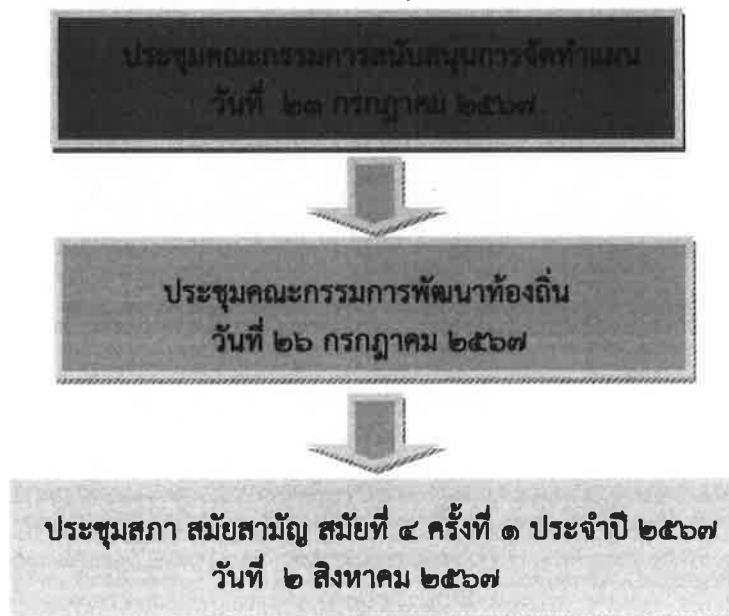 ประชุมคณะกรรมการสนับสนุนการจัดทำแผน
วันที่ ๒๓ กรกฎาคม ๒๕๖๗
ประชุมคณะกรรมการพัฒนาท้องถิ่น
วันที่ ๒๖ กรกฎาคม ๒๕๖๗
ประชุมสภา สมัยสามัญ สมัยที่ ๔ ครั้งที่ ๑ ประจำปี ๒๕๖๗
วันที่ ๒ สิงหาคม ๒๕๖๗